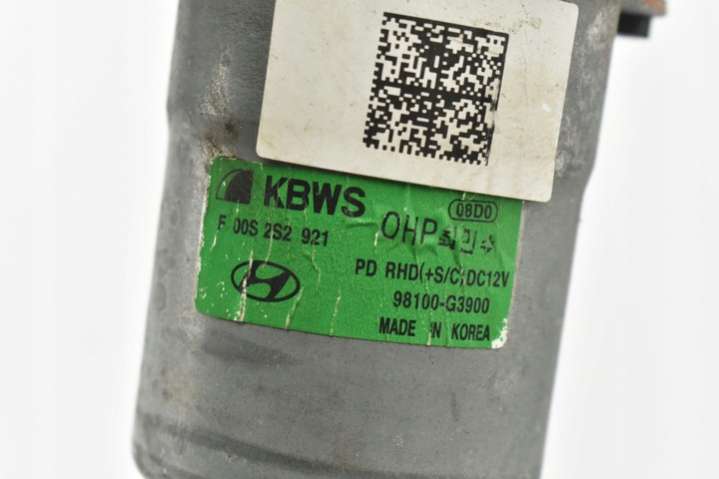 KBWS
08D0
F 00S 2S2 921
OHP
PD RHD(+S/C)DC12V
98100-G3900
MADE IN KOREA